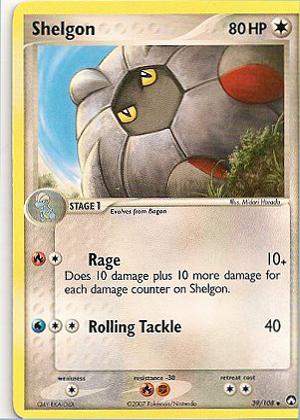 Shelgon 80 HP
Illus. Midori Harada
STAGE 1
Evolves from Bagon
Rage 10+
Does 10 damage plus 10 more damage for
each damage counter on Shelgon.
Rolling Tackle 40
weakness resistance -30 retreat cost
©2007 Pokémon/Nintendo 39/108